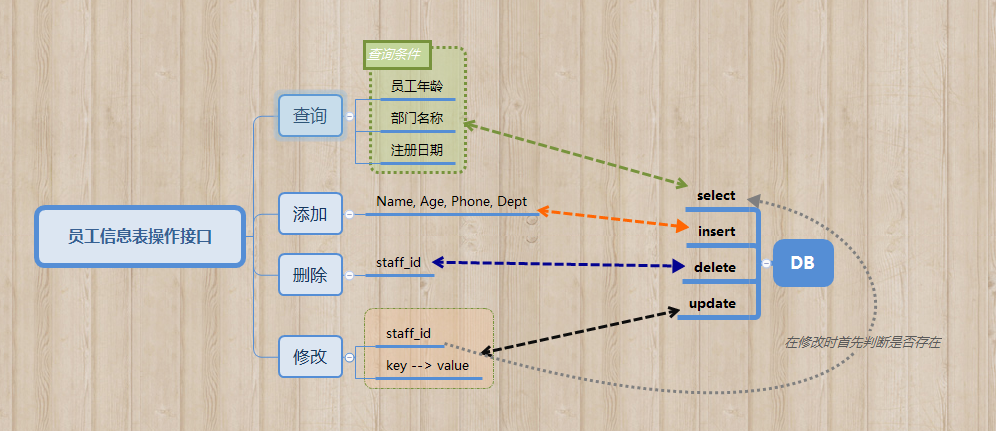 查询条件
员工年龄
查询
部门名称
注册日期
select
添加
Name, Age, Phone, Dept
insert
员工信息表操作接口
删除
staff_id
delete
DB
update
staff_id
在修改时首先判断是否存在
修改
key --> value